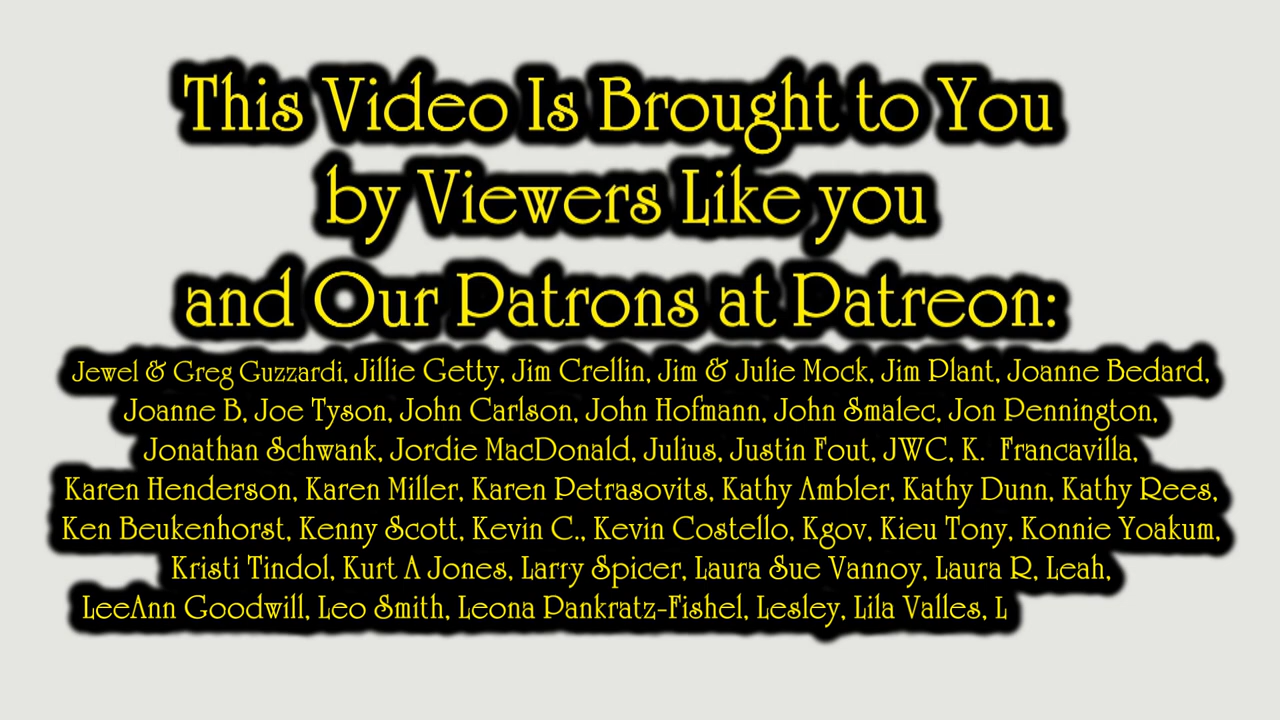 This Video Is Brought to You
by Viewers Like you
and Our Patrons at Patreon:
Jewel & Greg Guzzardi, Jillie Getty, Jim Crellin, Jim & Julie Mock, Jim Plant, Joanne Bedard,
Joanne B, Joe Tyson, John Carlson, John Hofmann, John Smalec, Jon Pennington,
Jonathan Schwank, Jordie MacDonald, Julius, Justin Fout, JWC, K.  Francavilla,
Karen Henderson, Karen Miller, Karen Petrasovits, Kathy Ambler, Kathy Dunn, Kathy Rees,
Ken Beukenhorst, Kenny Scott, Kevin C., Kevin Costello, Kgov, Kieu Tony, Konnie Yoakum,
Kristi Tindol, Kurt A Jones, Larry Spicer, Laura Sue Vannoy, Laura R, Leah,
LeeAnn Goodwill, Leo Smith, Leona Pankratz-Fishel, Lesley, Lila Valles, L